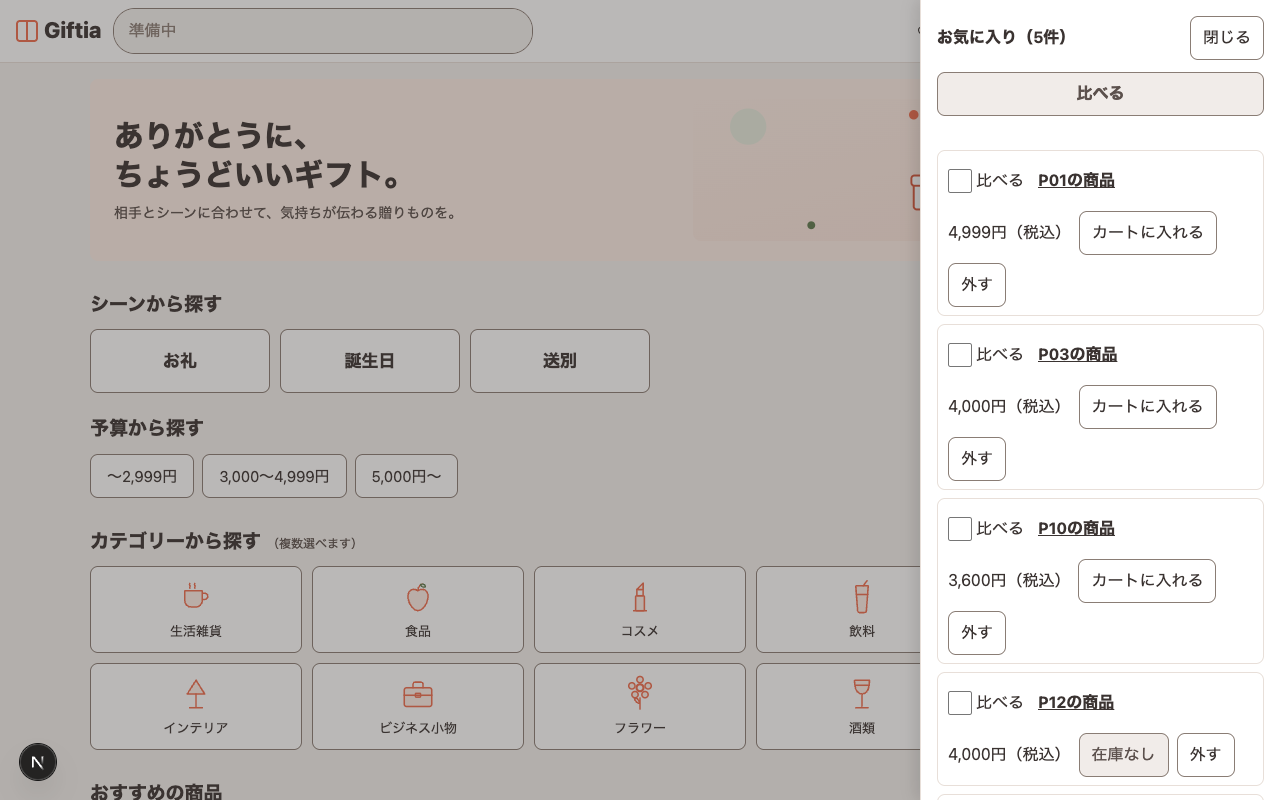 Giftia
準備中
ありがとうに、
ちょうどいいギフト。
相手とシーンに合わせて、気持ちが伝わる贈りものを。
シーンから探す
お礼
誕生日
送別
予算から探す
〜2,999円
3,000〜4,999円
5,000円〜
カテゴリーから探す （複数選べます）
生活雑貨
食品
コスメ
飲料
インテリア
ビジネス小物
フラワー
酒類
おすすめの商品
N
お気に入り（5件）
閉じる
比べる
比べる P01の商品
4,999円（税込） カートに入れる
外す
比べる P03の商品
4,000円（税込） カートに入れる
外す
比べる P10の商品
3,600円（税込） カートに入れる
外す
比べる P12の商品
4,000円（税込） 在庫なし 外す